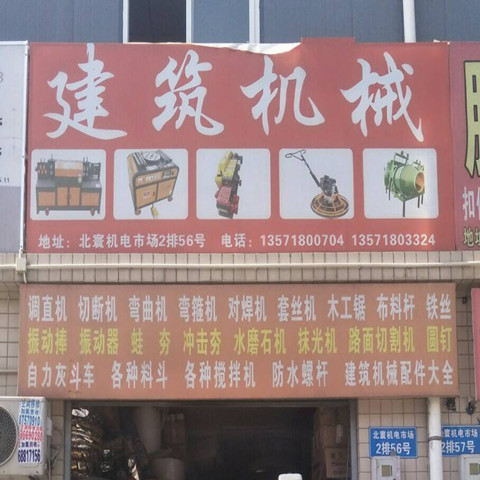 建筑机械
地址：北寰机电市场2排56号 电话：13571800704 13571803324
调直机 切断机 弯曲机 弯箍机 对焊机 套丝机 木工锯 布料杆 铁丝
振动捧 振动器 蛙夯 冲击夯 水磨石机 抹光机 路面切割机 圆钉
自力灰斗车 各种料斗 各种搅拌机 防水螺杆 建筑机械配件大全
北寰机电市场
2排56号
北寰机电市场
2排57号
68817156